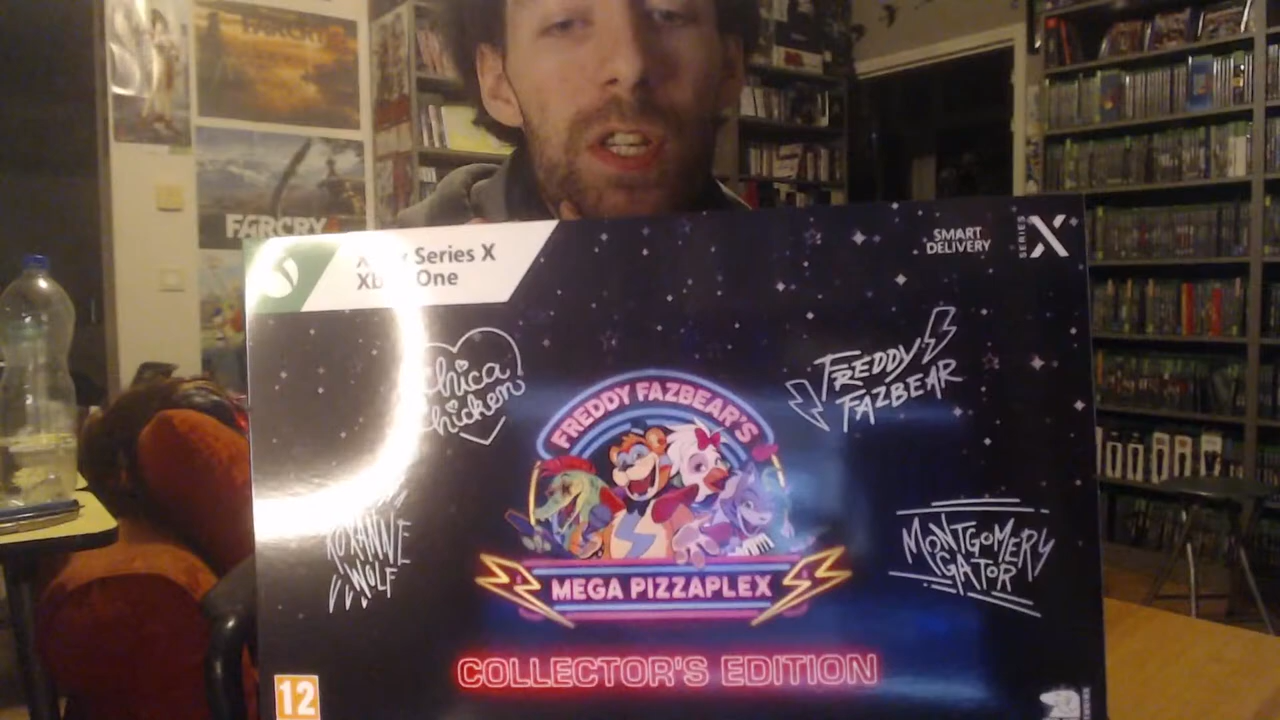 FARCRY
FARCRY
Series X
One
SMART
DELIVERY
SERIES X
Chica
Chicken
FREDDY
FAZBEAR
FREDDY FAZBEAR'S
ROXANNE
WOLF
MONTGOMERY
GATOR
MEGA PIZZAPLEX
COLLECTOR'S EDITION
12